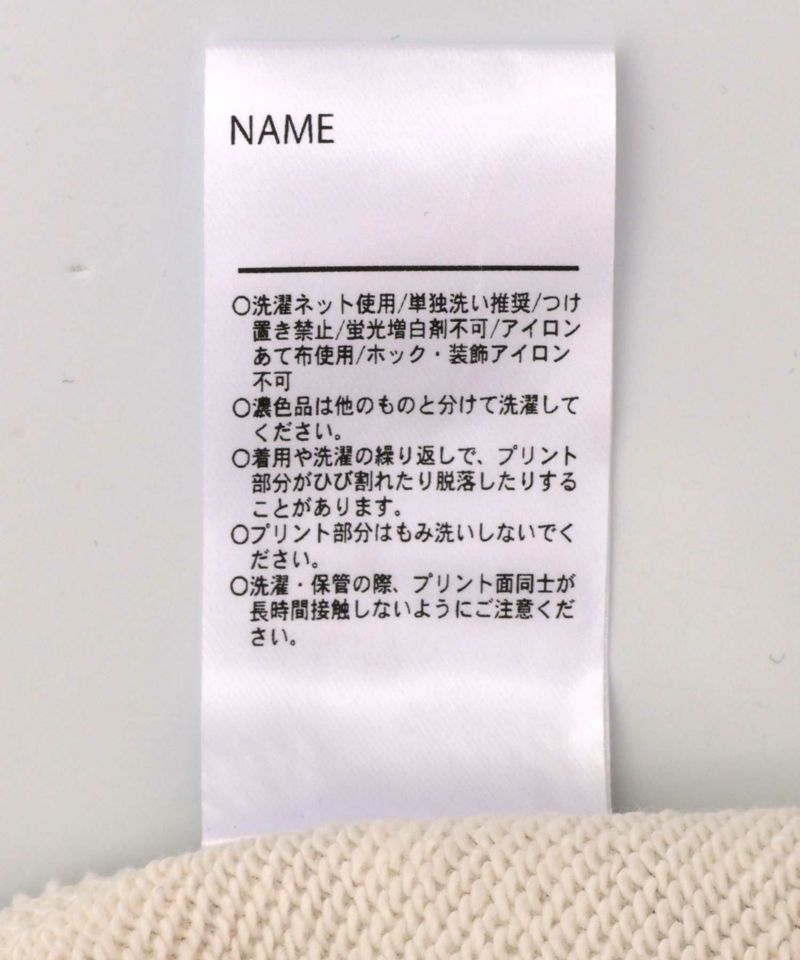 NAME
○洗濯ネット使用/単独洗い推奨/つけ
置き禁止/蛍光増白剤不可/アイロン
あて布使用/ホック・装飾アイロン
不可
○濃色品は他のものと分けて洗濯して
ください。
○着用や洗濯の繰り返しで、プリント
部分がひび割れたり脱落したりする
ことがあります。
○プリント部分はもみ洗いしないでく
ださい。
○洗濯・保管の際、プリント面同士が
長時間接触しないようにご注意くだ
さい。